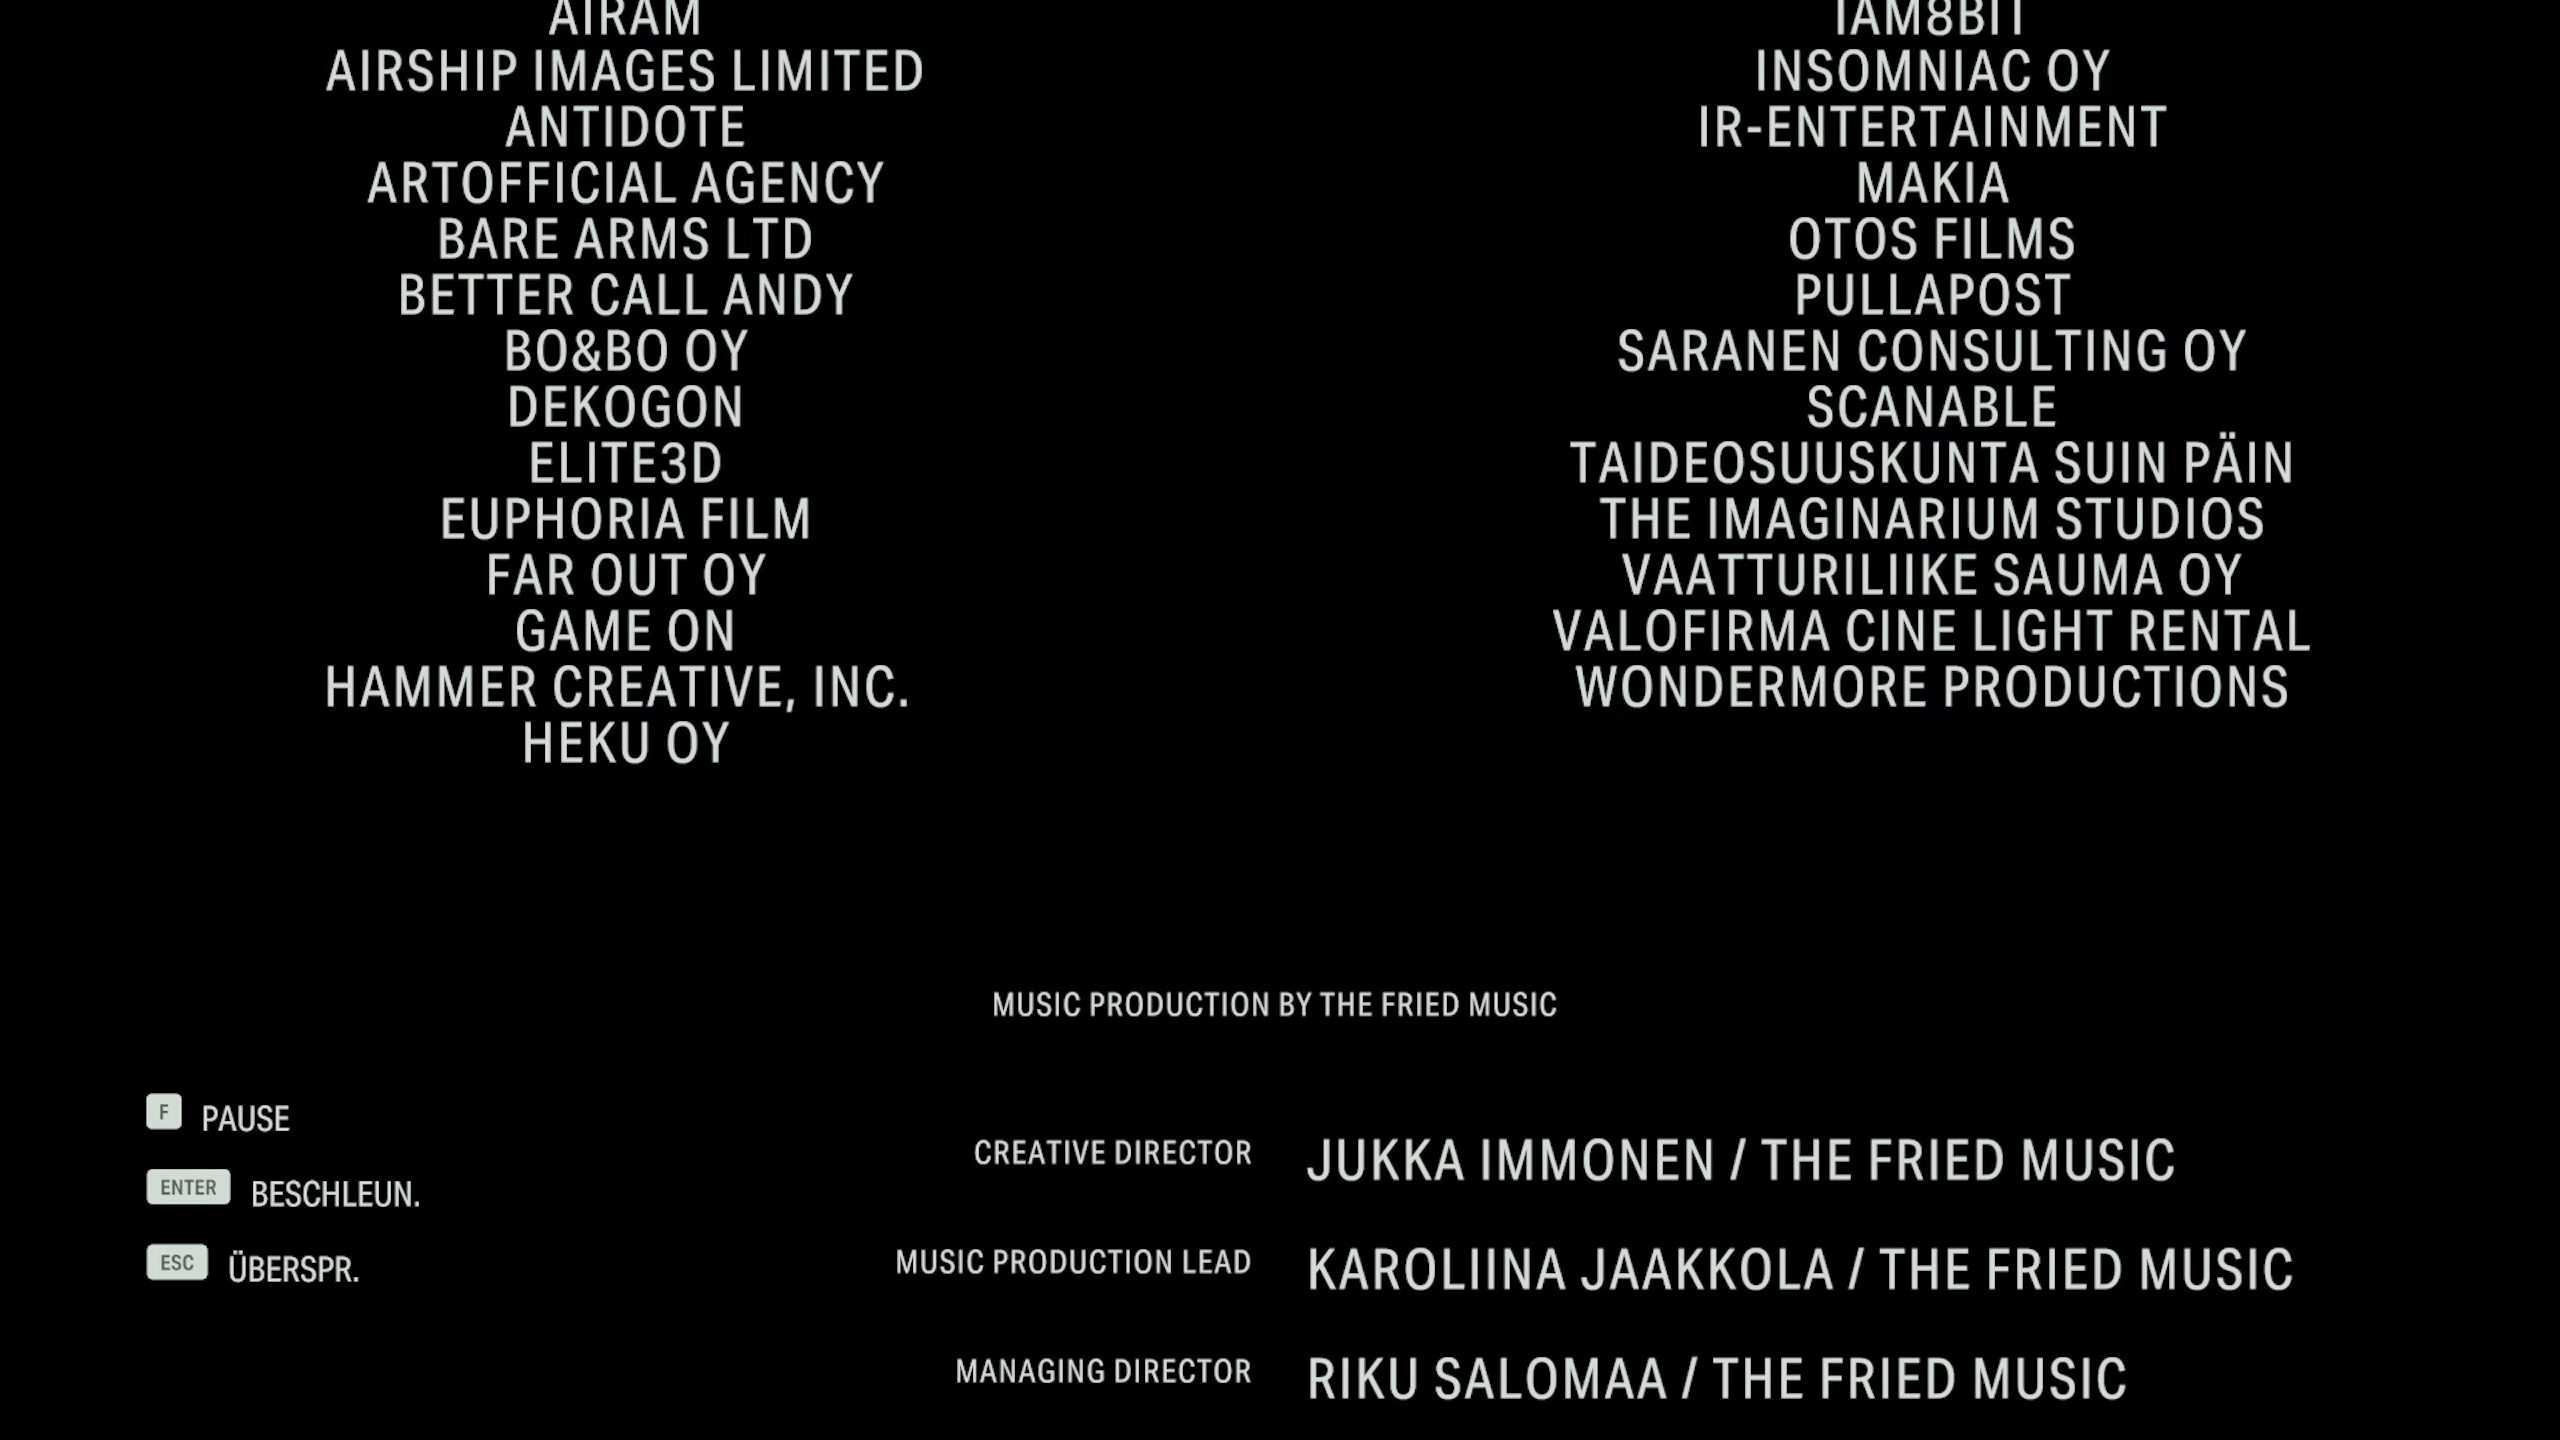 AIRAM
AIRSHIP IMAGES LIMITED
ANTIDOTE
ARTOFFICIAL AGENCY
BARE ARMS LTD
BETTER CALL ANDY
BO&BO OY
DEKOGON
ELITE3D
EUPHORIA FILM
FAR OUT OY
GAME ON
HAMMER CREATIVE, INC.
HEKU OY
IAM8BIT
INSOMNIAC OY
IR-ENTERTAINMENT
MAKIA
OTOS FILMS
PULLAPOST
SARANEN CONSULTING OY
SCANABLE
TAIDEOSUUSKUNTA SUIN PÄIN
THE IMAGINARIUM STUDIOS
VAATTURILIIKE SAUMA OY
VALOFIRMA CINE LIGHT RENTAL
WONDERMORE PRODUCTIONS
MUSIC PRODUCTION BY THE FRIED MUSIC
CREATIVE DIRECTOR JUKKA IMMONEN / THE FRIED MUSIC
MUSIC PRODUCTION LEAD KAROLIINA JAAKKOLA / THE FRIED MUSIC
MANAGING DIRECTOR RIKU SALOMAA / THE FRIED MUSIC
F PAUSE
ENTER BESCHLEUN.
ESC ÜBERSPR.